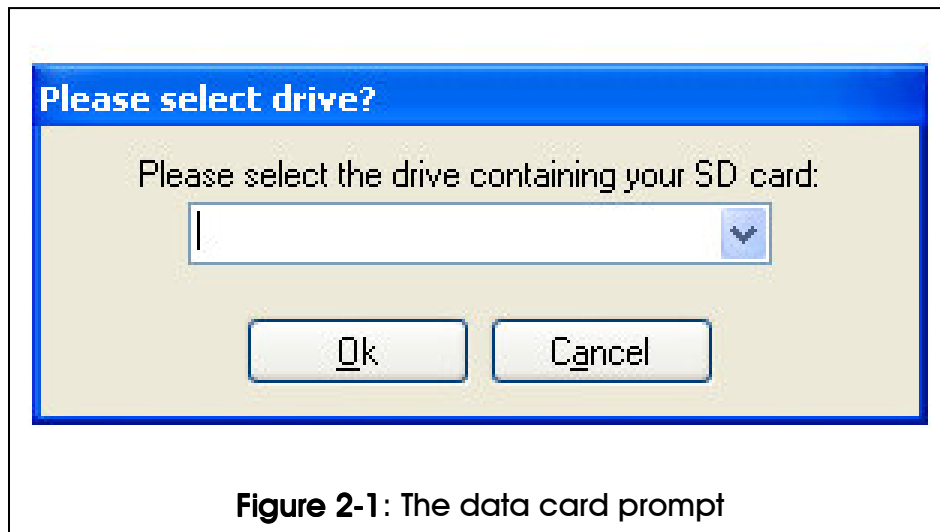 Please select drive?
Please select the drive containing your SD card:
Ok
Cancel
Figure 2-1: The data card prompt